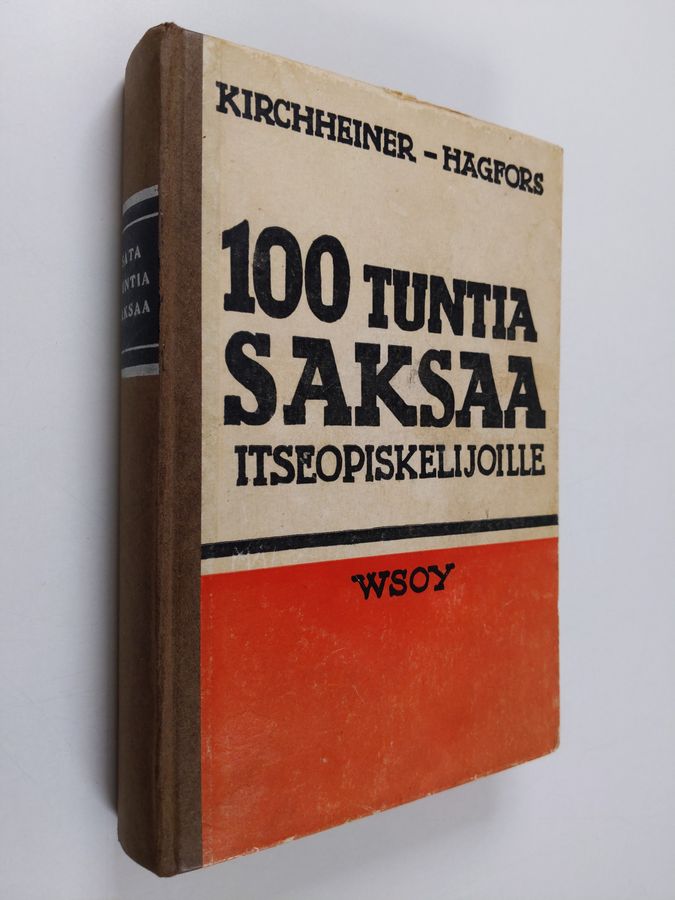 KIRCHHEINER - HAGFORS
100 TUNTIA
SAKSAA
ITSEOPISKELIJOILLE
WSOY
SATA
TUNTIA
SAKSAA